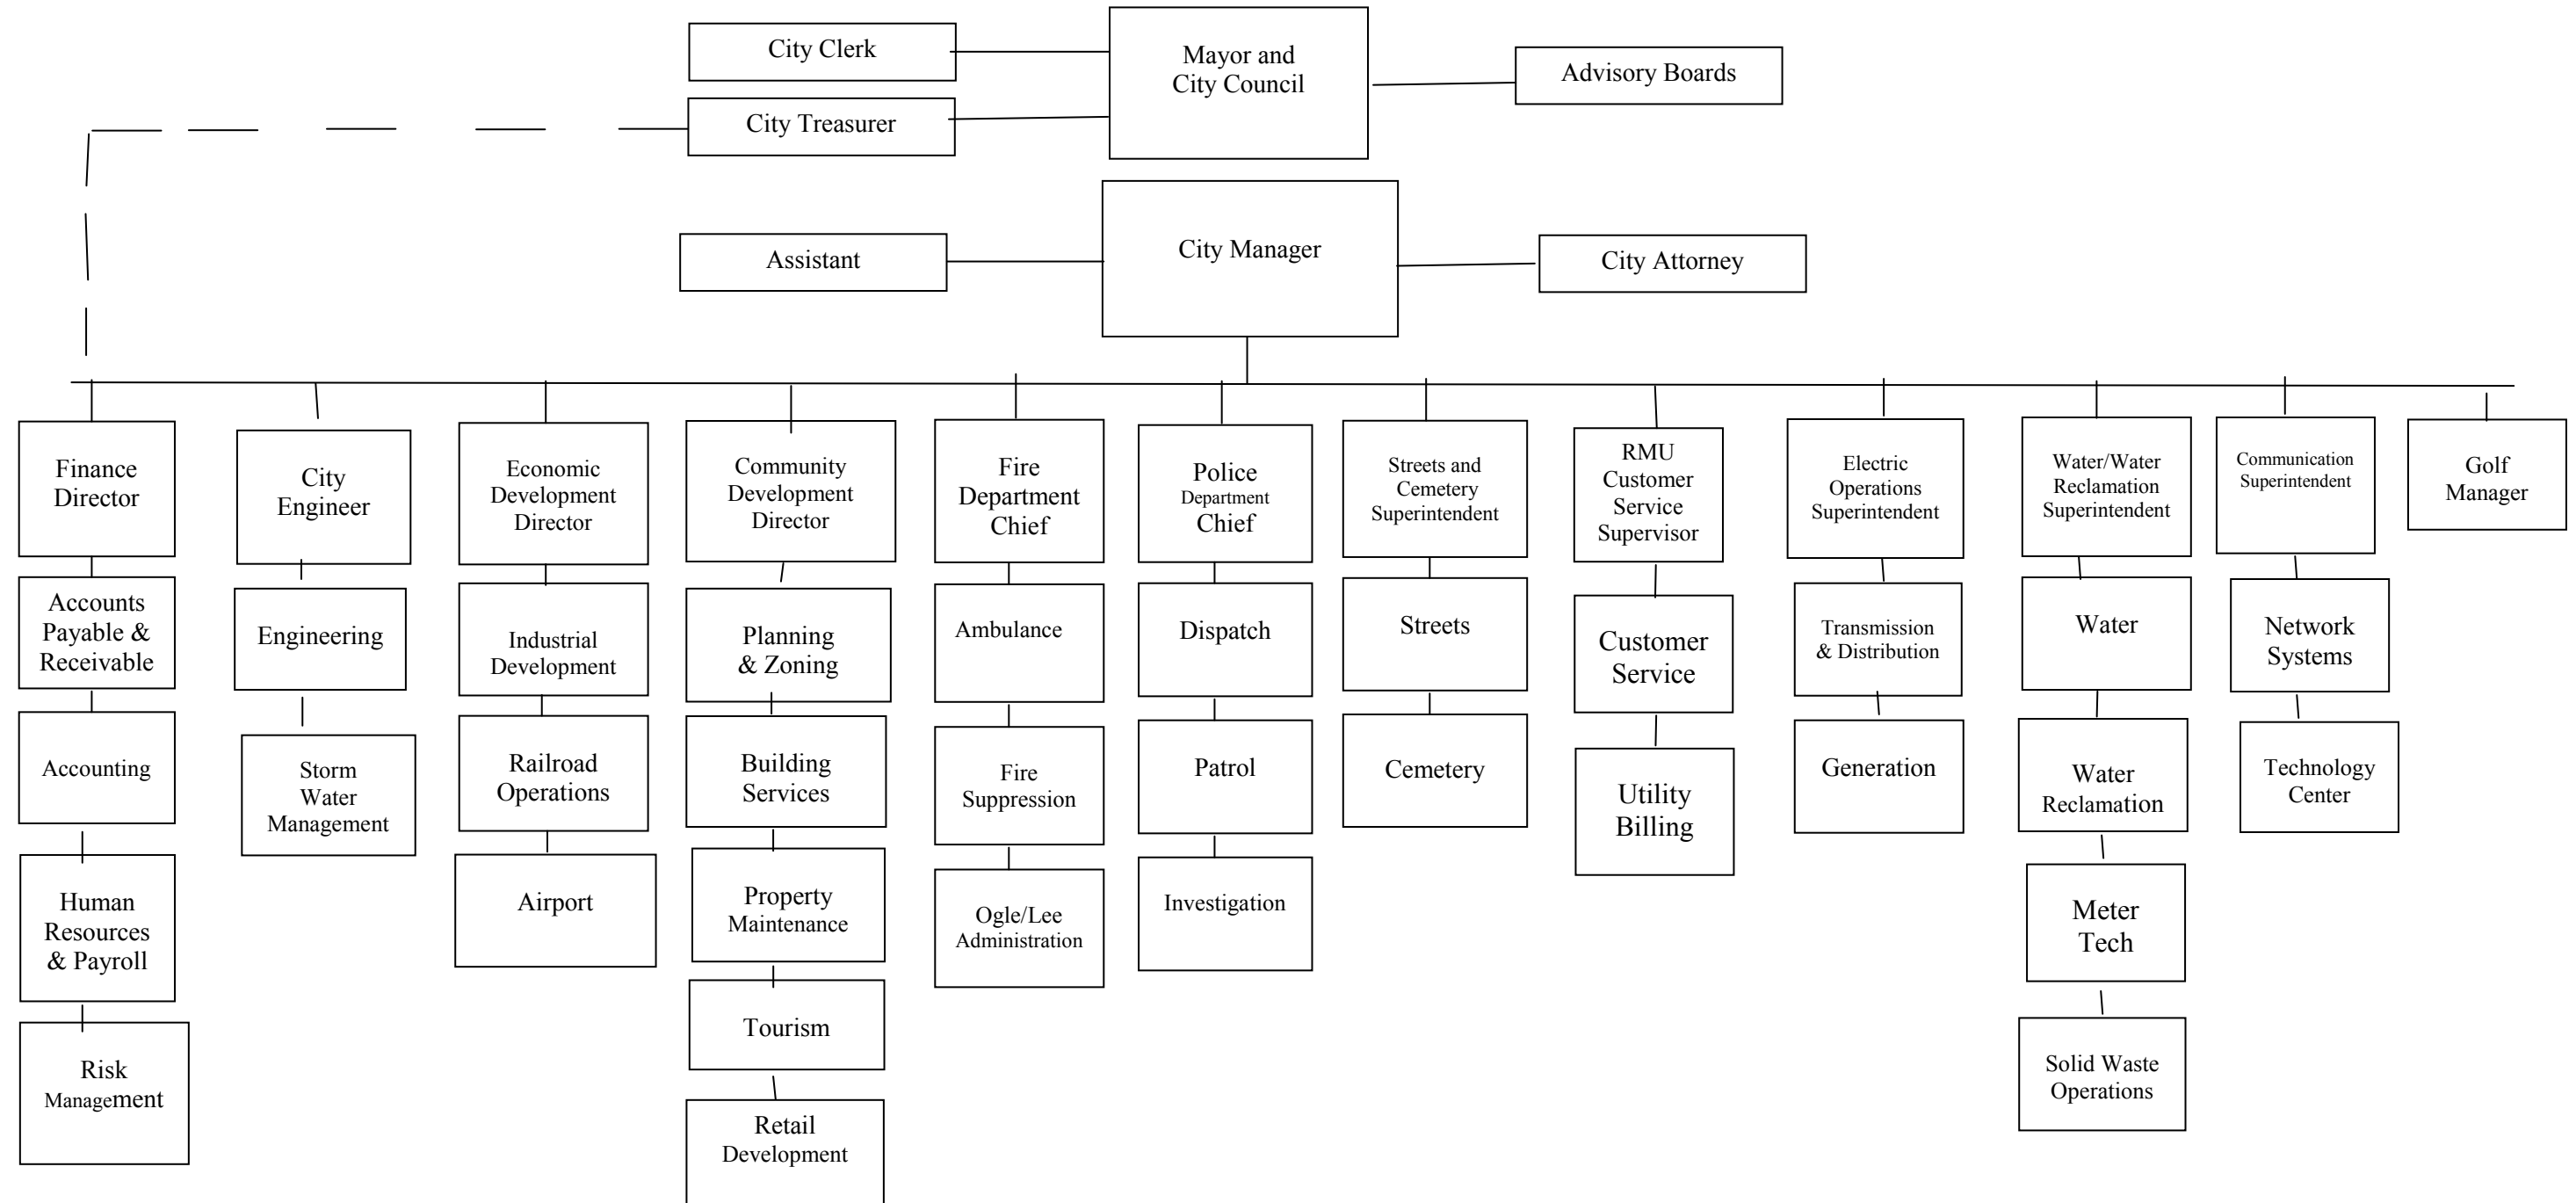 City Clerk
Mayor and
City Council
Advisory Boards
City Treasurer
City Manager
Assistant
City Attorney
Finance
Director
City
Engineer
Economic
Development
Director
Community
Development
Director
Fire
Department
Chief
Police
Department
Chief
Streets and
Cemetery
Superintendent
RMU
Customer
Service
Supervisor
Electric
Operations
Superintendent
Water/Water
Reclamation
Superintendent
Communication
Superintendent
Golf
Manager
Accounts
Payable &
Receivable
Engineering
Industrial
Development
Planning
& Zoning
Ambulance
Dispatch
Streets
Customer
Service
Transmission
& Distribution
Water
Network
Systems
Accounting
Storm
Water
Management
Railroad
Operations
Building
Services
Fire
Suppression
Patrol
Cemetery
Utility
Billing
Generation
Water
Reclamation
Technology
Center
Human
Resources
& Payroll
Airport
Property
Maintenance
Ogle/Lee
Administration
Investigation
Meter
Tech
Risk
Management
Tourism
Solid Waste
Operations
Retail
Development